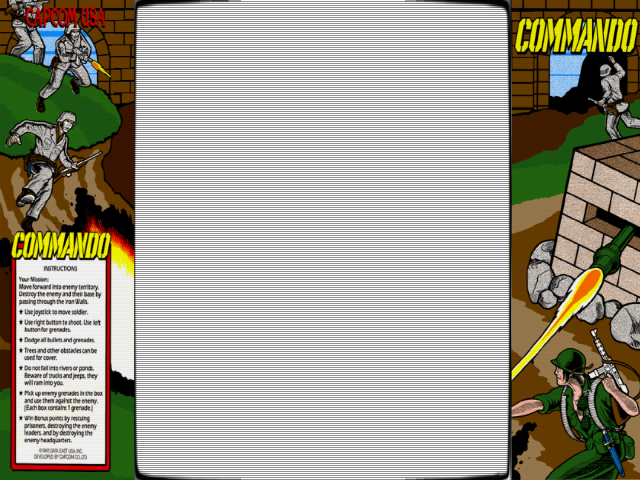 CAPCOM USA
COMMANDO
COMMANDO
INSTRUCTIONS
Your Mission:
Move forward into enemy territory.
Destroy the enemy and their base by
passing through the Iron Walls.
★ Use joystick to move soldier.
★ Use right button to shoot. Use left
button for grenades.
★ Dodge all bullets and grenades.
★ Trees and other obstacles can be
used for cover.
★ Do not fall into rivers or ponds.
Beware of trucks and jeeps, they
will ram into you.
★ Pick up enemy grenades in the box
and use them against the enemy.
(Each box contains 1 grenade.)
★ Win Bonus points by rescuing
prisoners, destroying the enemy
leaders, and by destroying the
enemy headquarters.
©1985 DATA EAST USA INC.
DEVELOPED BY CAPCOM CO., LTD.